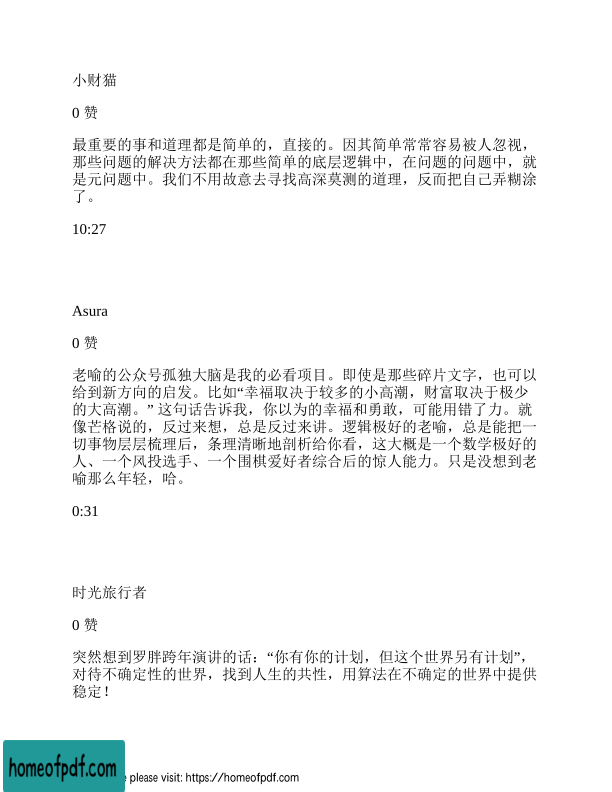 小财猫
0 赞
最重要的事和道理都是简单的，直接的。因其简单常常容易被人忽视，
那些问题的解决方法都在那些简单的底层逻辑中，在问题的问题中，就
是元问题中。我们不用故意去寻找高深莫测的道理，反而把自己弄糊涂
了。
10:27
Asura
0 赞
老喻的公众号孤独大脑是我的必看项目。即使是那些碎片文字，也可以
给到新方向的启发。比如“幸福取决于较多的小高潮，财富取决于极少
的大高潮。” 这句话告诉我，你以为的幸福和勇敢，可能用错了力。就
像芒格说的，反过来想，总是反过来讲。逻辑极好的老喻，总是能把一
切事物层层梳理后，条理清晰地剖析给你看，这大概是一个数学极好的
人、一个风投选手、一个围棋爱好者综合后的惊人能力。只是没想到老
喻那么年轻，哈。
0:31
时光旅行者
0 赞
突然想到罗胖跨年演讲的话：“你有你的计划，但这个世界另有计划”，
对待不确定性的世界，找到人生的共性，用算法在不确定的世界中提供
稳定！
homeofpdf.com
e please visit: https://homeofpdf.com